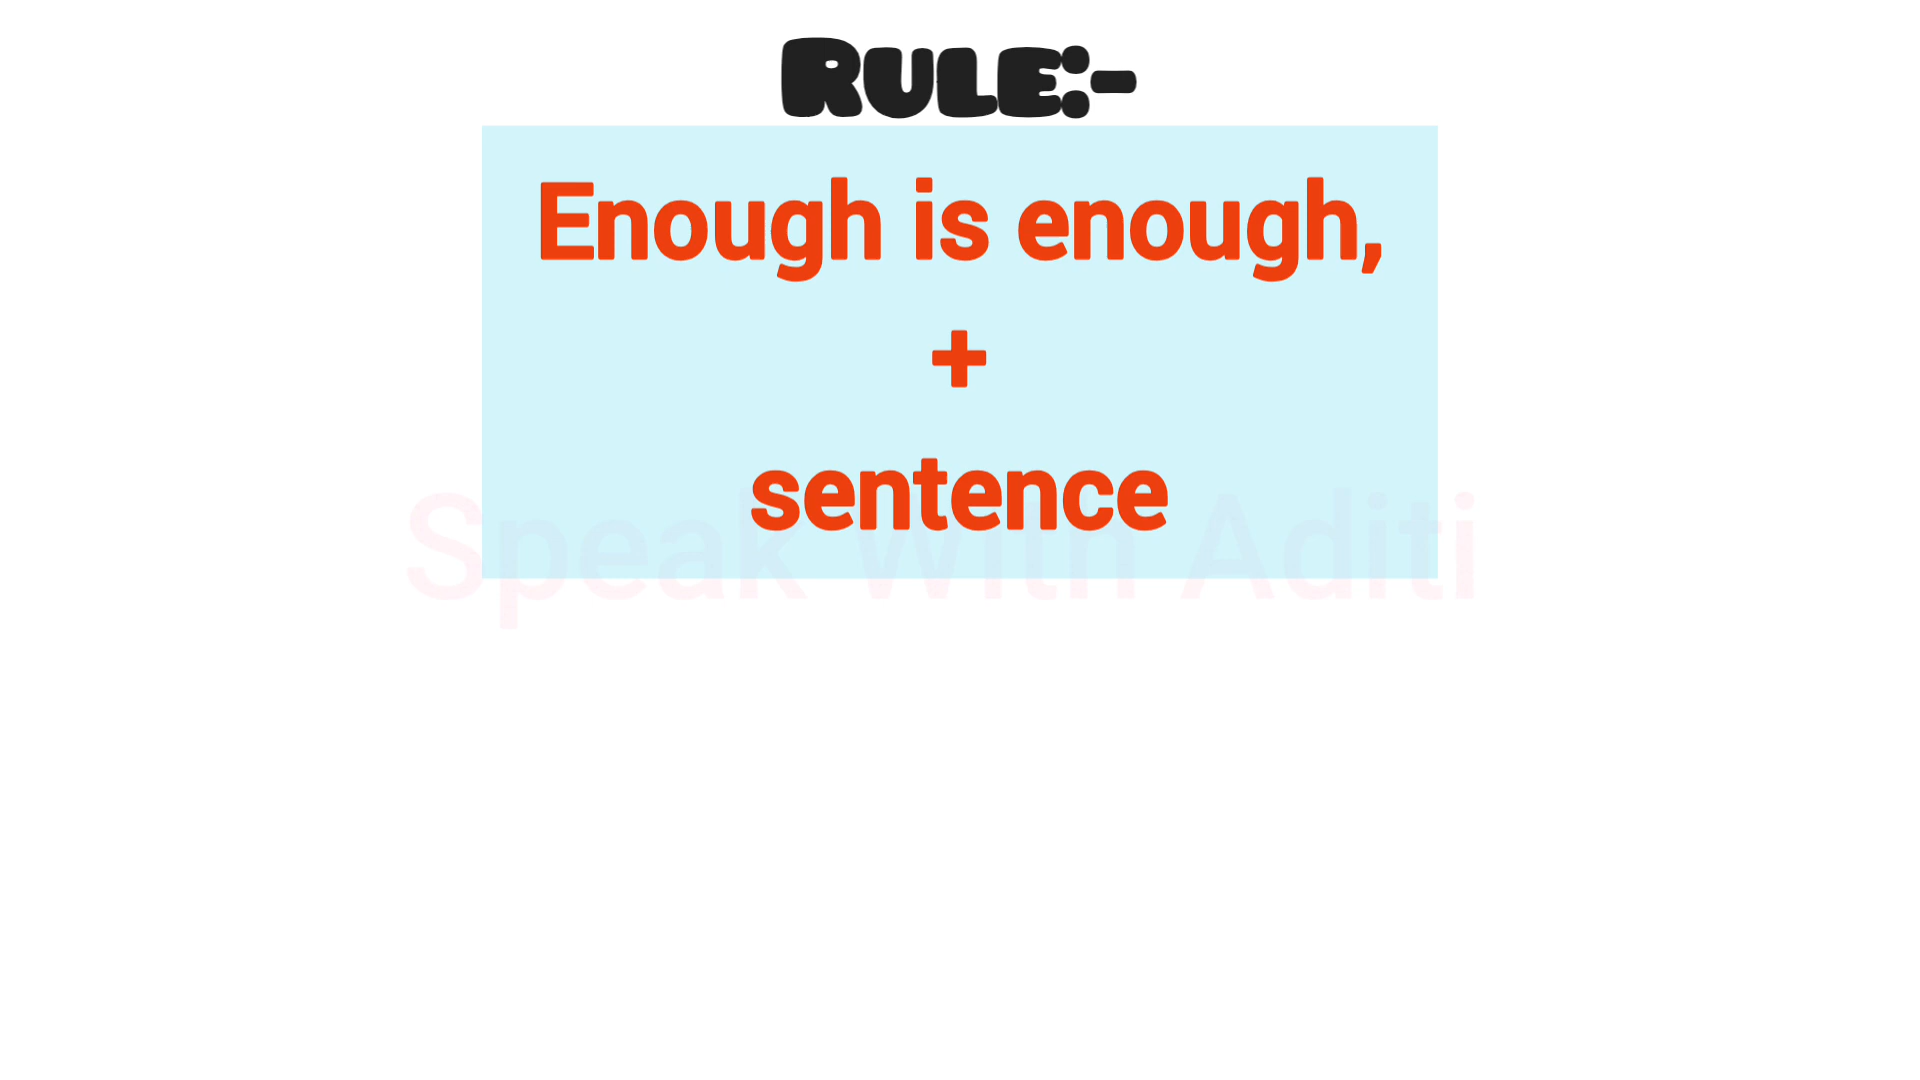 Rule:-
Enough is enough,
+
sentence
Speak With Aditi